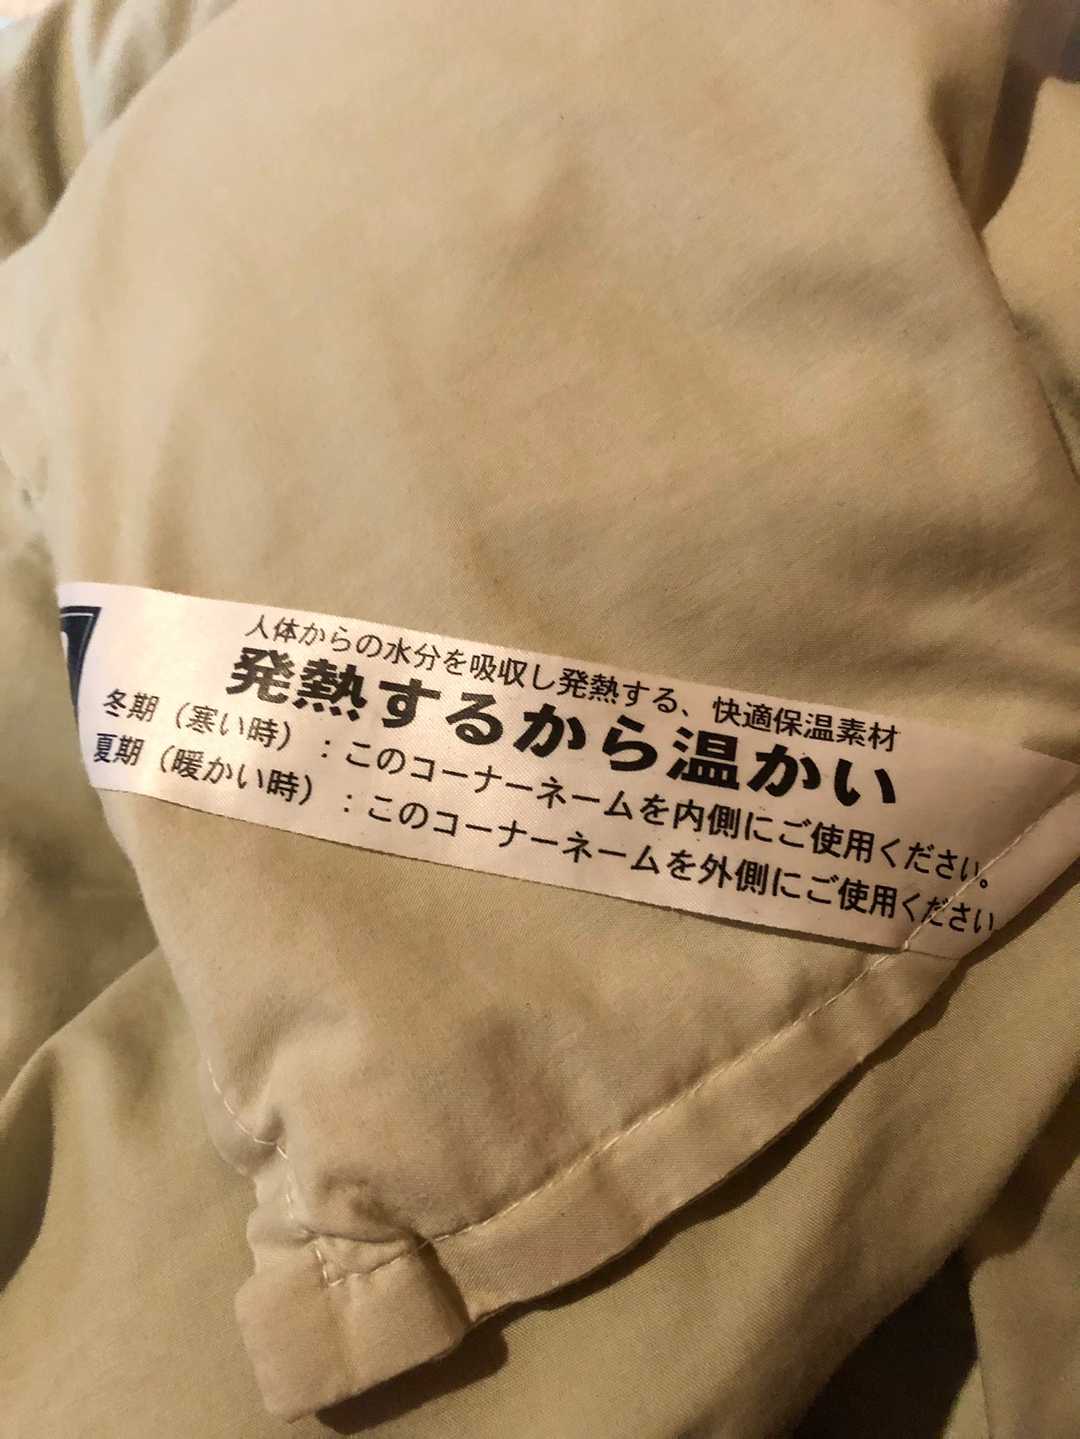 人体からの水分を吸収し発熱する、快適保温素材
発熱するから温かい
冬期（寒い時）：このコーナーネームを内側にご使用ください。
夏期（暖かい時）：このコーナーネームを外側にご使用ください